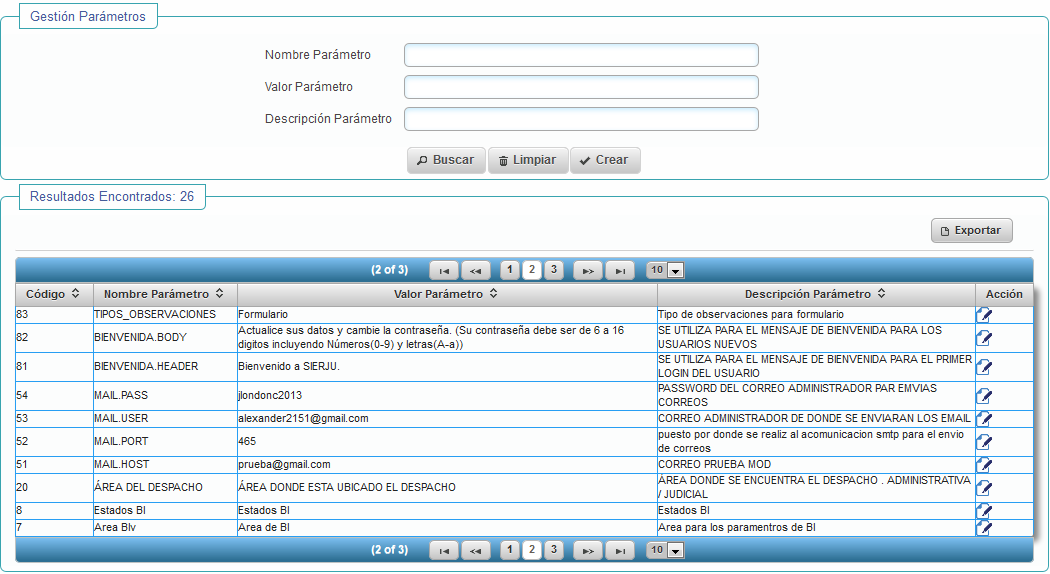 Gestión Parámetros
Nombre Parámetro
Valor Parámetro
Descripción Parámetro
Buscar Limpiar Crear
Resultados Encontrados: 26
Exportar
(2 of 3) 1 2 3 10
Código Nombre Parámetro Valor Parámetro Descripción Parámetro Acción
83 TIPOS_OBSERVACIONES Formulario Tipo de observaciones para formulario
82 BIENVENIDA.BODY Actualice sus datos y cambie la contraseña. (Su contraseña debe ser de 6 a 16 SE UTILIZA PARA EL MENSAJE DE BIENVENIDA PARA LOS
digitos incluyendo Números(0-9) y letras(A-a)) USUARIOS NUEVOS
81 BIENVENIDA.HEADER Bienvenido a SIERJU. SE UTILIZA PARA EL MENSAJE DE BIENVENIDA PARA EL PRIMER
LOGIN DEL USUARIO
54 MAIL.PASS jlondonc2013 PASSWORD DEL CORREO ADMINISTRADOR PAR EMVIAS
CORREOS
53 MAIL.USER alexander2151@gmail.com CORREO ADMINISTRADOR DE DONDE SE ENVIARAN LOS EMAIL
52 MAIL.PORT 465 puesto por donde se realiz al acomunicacion smtp para el envio
de correos
51 MAIL.HOST prueba@gmail.com CORREO PRUEBA MOD
20 ÁREA DEL DESPACHO ÁREA DONDE ESTA UBICADO EL DESPACHO ÁREA DONDE SE ENCUENTRA EL DESPACHO . ADMINISTRATIVA
/ JUDICIAL
8 Estados BI Estados BI Estados BI
7 Area BIv Area de BI Area para los paramentros de BI
(2 of 3) 1 2 3 10